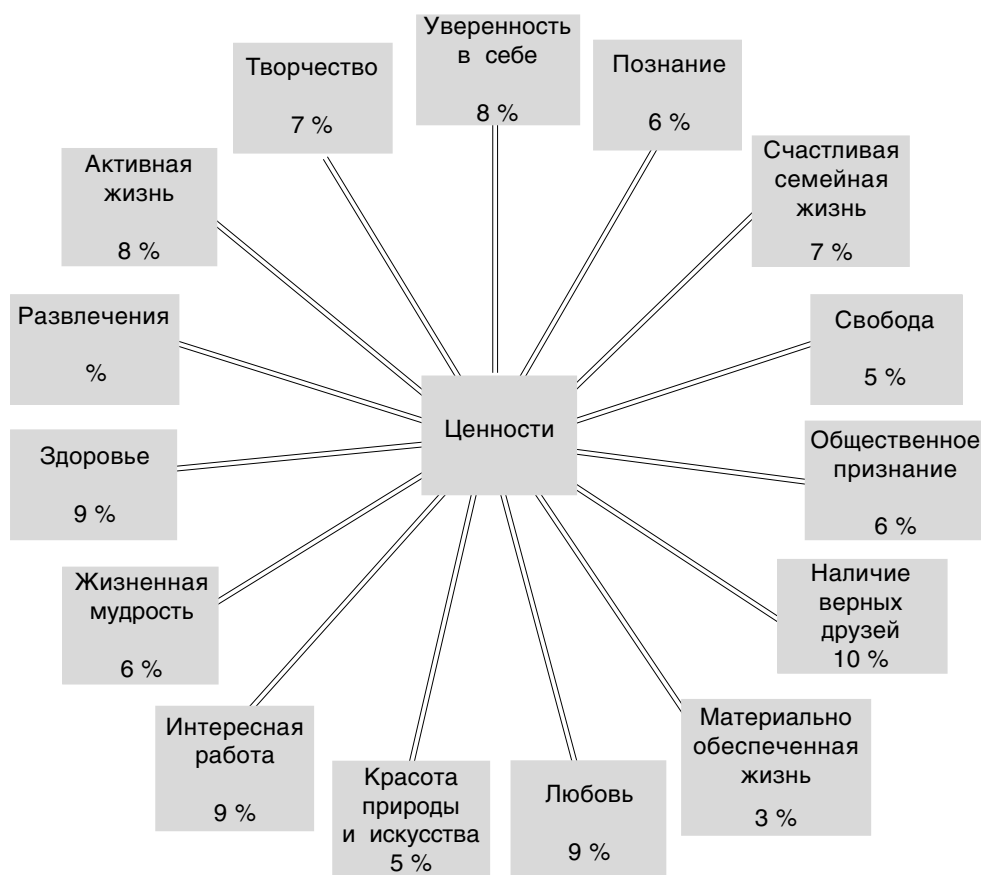 Уверенность
в себе
8 %
Творчество
7 %
Познание
6 %
Активная
жизнь
8 %
Счастливая
семейная
жизнь
7 %
Развлечения
%
Свобода
5 %
Ценности
Здоровье
9 %
Общественное
признание
6 %
Жизненная
мудрость
6 %
Наличие
верных
друзей
10 %
Интересная
работа
9 %
Красота
природы
и искусства
5 %
Любовь
9 %
Материально
обеспеченная
жизнь
3 %